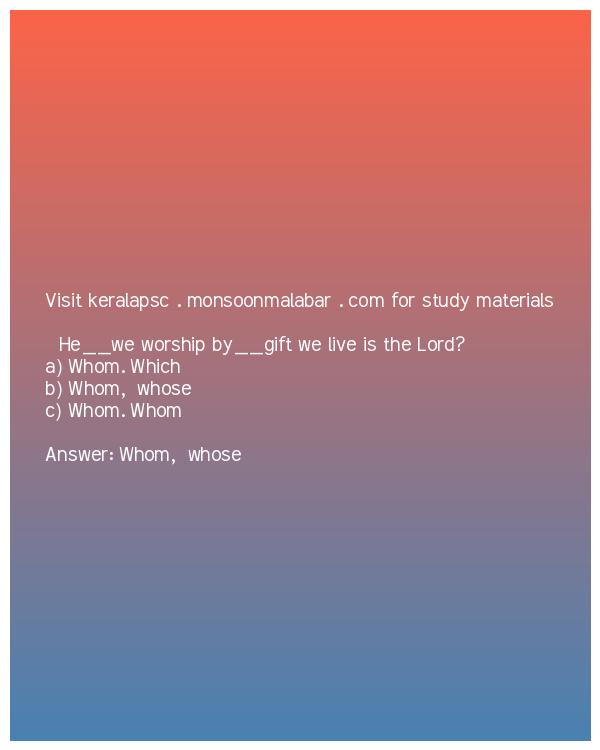 Visit keralapsc .monsoonmalabar .com for study materials
He__we worship by__gift we live is the Lord?
a) Whom. Which
b) Whom, whose
c) Whom. Whom
Answer: Whom, whose